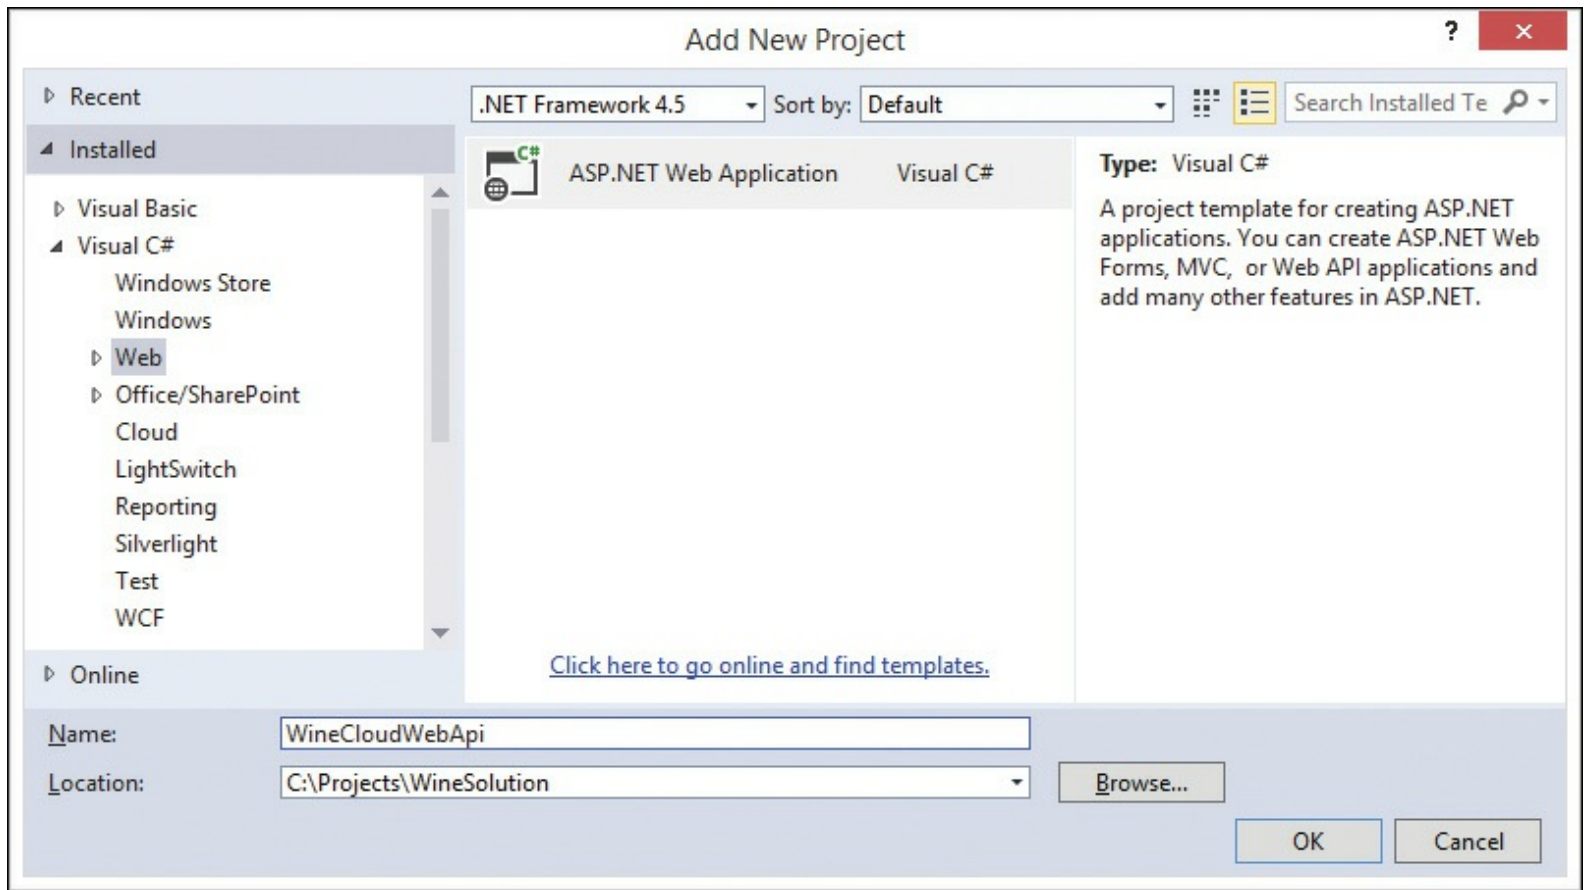 Add New Project
?
Recent
.NET Framework 4.5
Sort by:
Default
Search Installed Te
Installed
Visual Basic
Visual C#
Windows Store
Windows
Web
Office/SharePoint
Cloud
LightSwitch
Reporting
Silverlight
Test
WCF
Online
C#
ASP.NET Web Application Visual C#
Click here to go online and find templates.
Type: Visual C#
A project template for creating ASP.NET
applications. You can create ASP.NET Web
Forms, MVC, or Web API applications and
add many other features in ASP.NET.
Name: WineCloudWebApi
Location: C:\Projects\WineSolution
Browse...
OK
Cancel